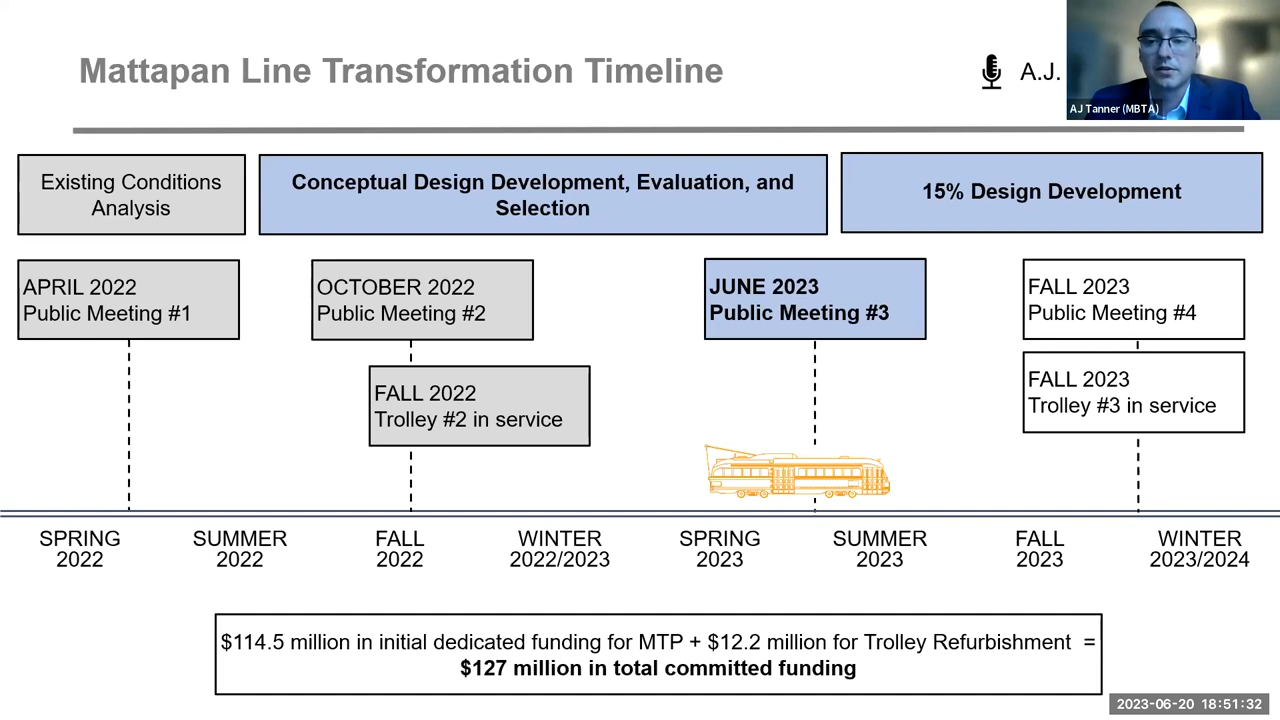 Mattapan Line Transformation Timeline
A.J.
AJ Tanner (MBTA)
Existing Conditions
Analysis
Conceptual Design Development, Evaluation, and
Selection
15% Design Development
APRIL 2022
Public Meeting #1
OCTOBER 2022
Public Meeting #2
JUNE 2023
Public Meeting #3
FALL 2023
Public Meeting #4
FALL 2022
Trolley #2 in service
FALL 2023
Trolley #3 in service
SPRING
2022
SUMMER
2022
FALL
2022
WINTER
2022/2023
SPRING
2023
SUMMER
2023
FALL
2023
WINTER
2023/2024
$114.5 million in initial dedicated funding for MTP + $12.2 million for Trolley Refurbishment =
$127 million in total committed funding
2023-06-20 18:51:32